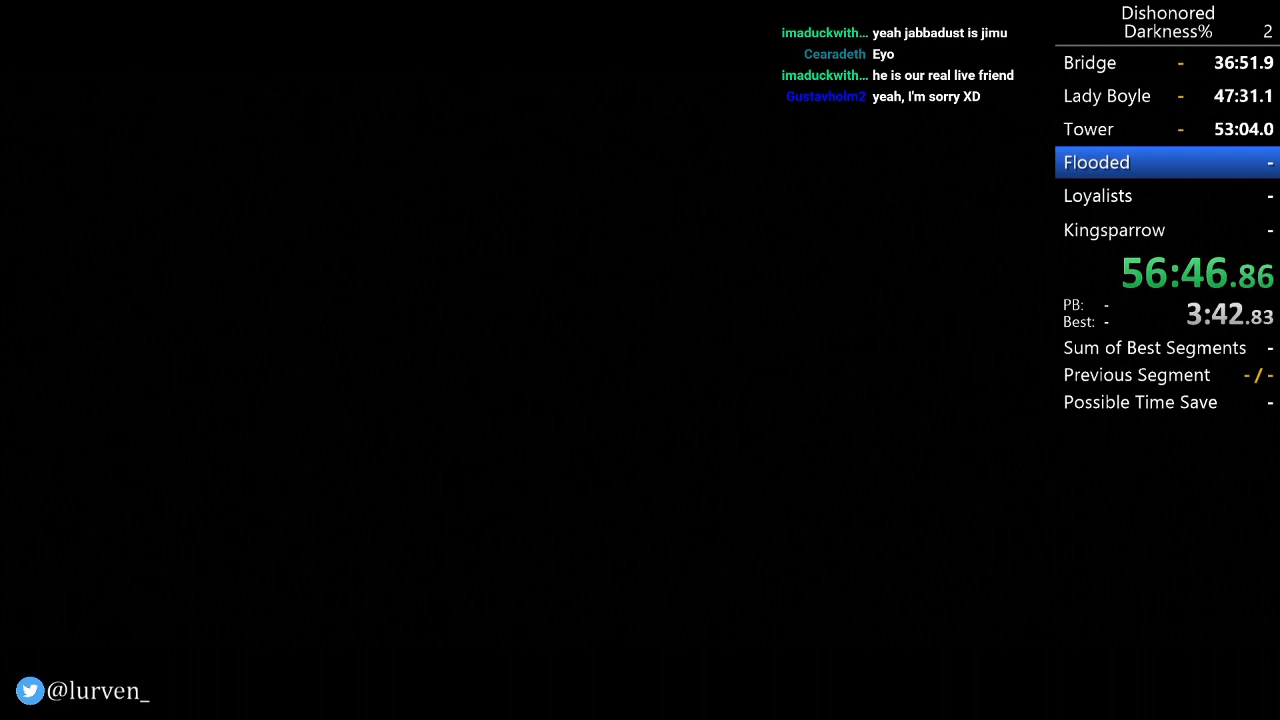 imaduckwith… yeah jabbadust is jimu
Cearadeth Eyo
imaduckwith… he is our real live friend
Gustavholm2 yeah, I'm sorry XD
Dishonored
Darkness% 2
Bridge - 36:51.9
Lady Boyle - 47:31.1
Tower - 53:04.0
Flooded -
Loyalists -
Kingsparrow -
56:46.86
PB: -
Best: - 3:42.83
Sum of Best Segments -
Previous Segment - / -
Possible Time Save -
@lurven_